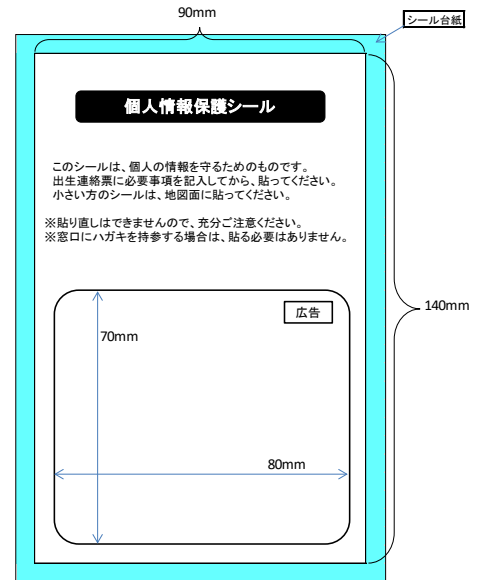 90mm
シール台紙
個人情報保護シール
このシールは、個人の情報を守るためのものです。
出生連絡票に必要事項を記入してから、貼ってください。
小さい方のシールは、地図面に貼ってください。
※貼り直しはできませんので、充分ご注意ください。
※窓口にハガキを持参する場合は、貼る必要はありません。
広告
140mm
70mm
80mm